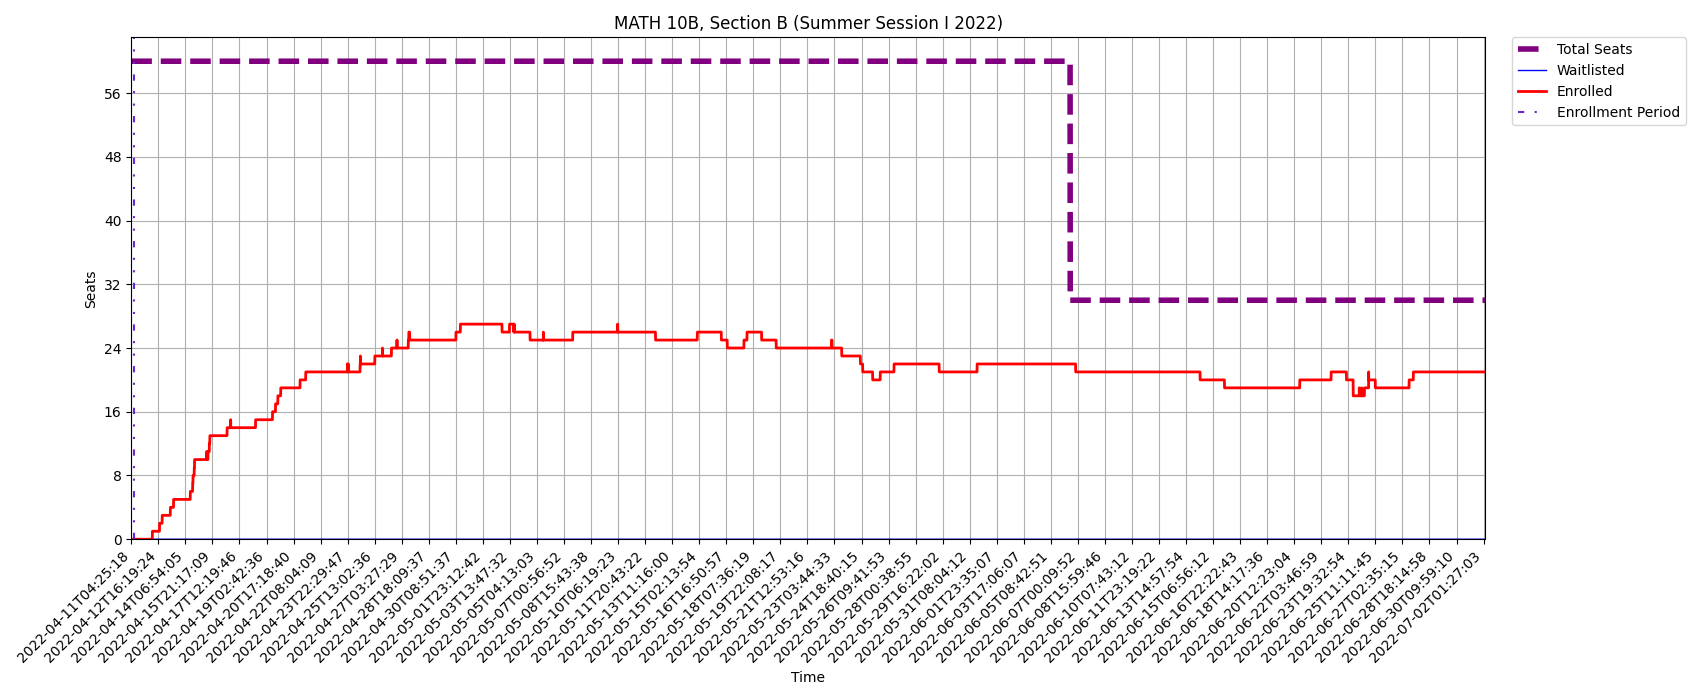 MATH 10B, Section B (Summer Session I 2022)
Total Seats
Waitlisted
Enrolled
Enrollment Period
Seats
56
48
40
32
24
16
8
0
2022-04-11T04:25:18
2022-04-12T16:19:24
2022-04-14T06:54:05
2022-04-15T21:17:09
2022-04-17T12:19:46
2022-04-19T02:42:36
2022-04-20T17:18:40
2022-04-22T08:04:09
2022-04-23T22:29:47
2022-04-25T13:02:36
2022-04-27T03:27:29
2022-04-28T18:09:37
2022-04-30T08:51:37
2022-05-01T23:12:42
2022-05-03T13:47:32
2022-05-05T04:13:03
2022-05-07T00:56:52
2022-05-08T15:43:38
2022-05-10T06:19:23
2022-05-11T20:43:22
2022-05-13T11:16:00
2022-05-15T02:13:54
2022-05-16T16:50:57
2022-05-18T07:36:19
2022-05-19T22:08:17
2022-05-21T12:53:16
2022-05-23T03:44:33
2022-05-24T18:40:15
2022-05-26T09:41:53
2022-05-28T00:38:55
2022-05-29T16:22:02
2022-05-31T08:04:12
2022-06-01T23:35:07
2022-06-03T17:06:07
2022-06-05T08:42:51
2022-06-07T00:09:52
2022-06-08T15:59:46
2022-06-10T07:43:12
2022-06-11T23:19:22
2022-06-13T14:57:54
2022-06-15T06:56:12
2022-06-16T22:22:43
2022-06-18T14:17:36
2022-06-20T12:23:04
2022-06-22T03:46:59
2022-06-23T19:32:54
2022-06-25T11:11:45
2022-06-27T02:35:15
2022-06-28T18:14:58
2022-06-30T09:59:10
2022-07-02T01:27:03
Time